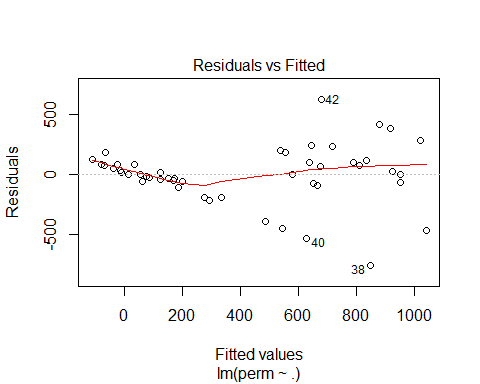 Residuals vs Fitted
Residuals
500
0
-500
42
40
38
0 200 400 600 800 1000
Fitted values
lm(perm ~ .)